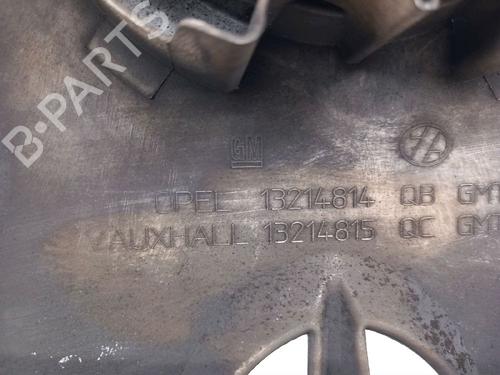 B-PARTS
GM
OPEL 13214814 QB GM
VAUXHALL 13214815 QC GM